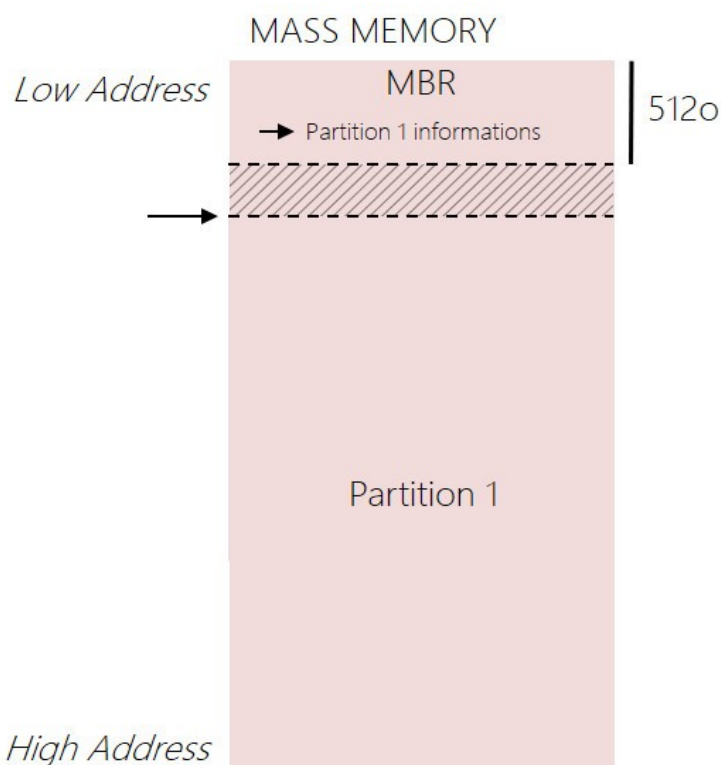 MASS MEMORY
Low Address
MBR
512o
Partition 1 informations
Partition 1
High Address